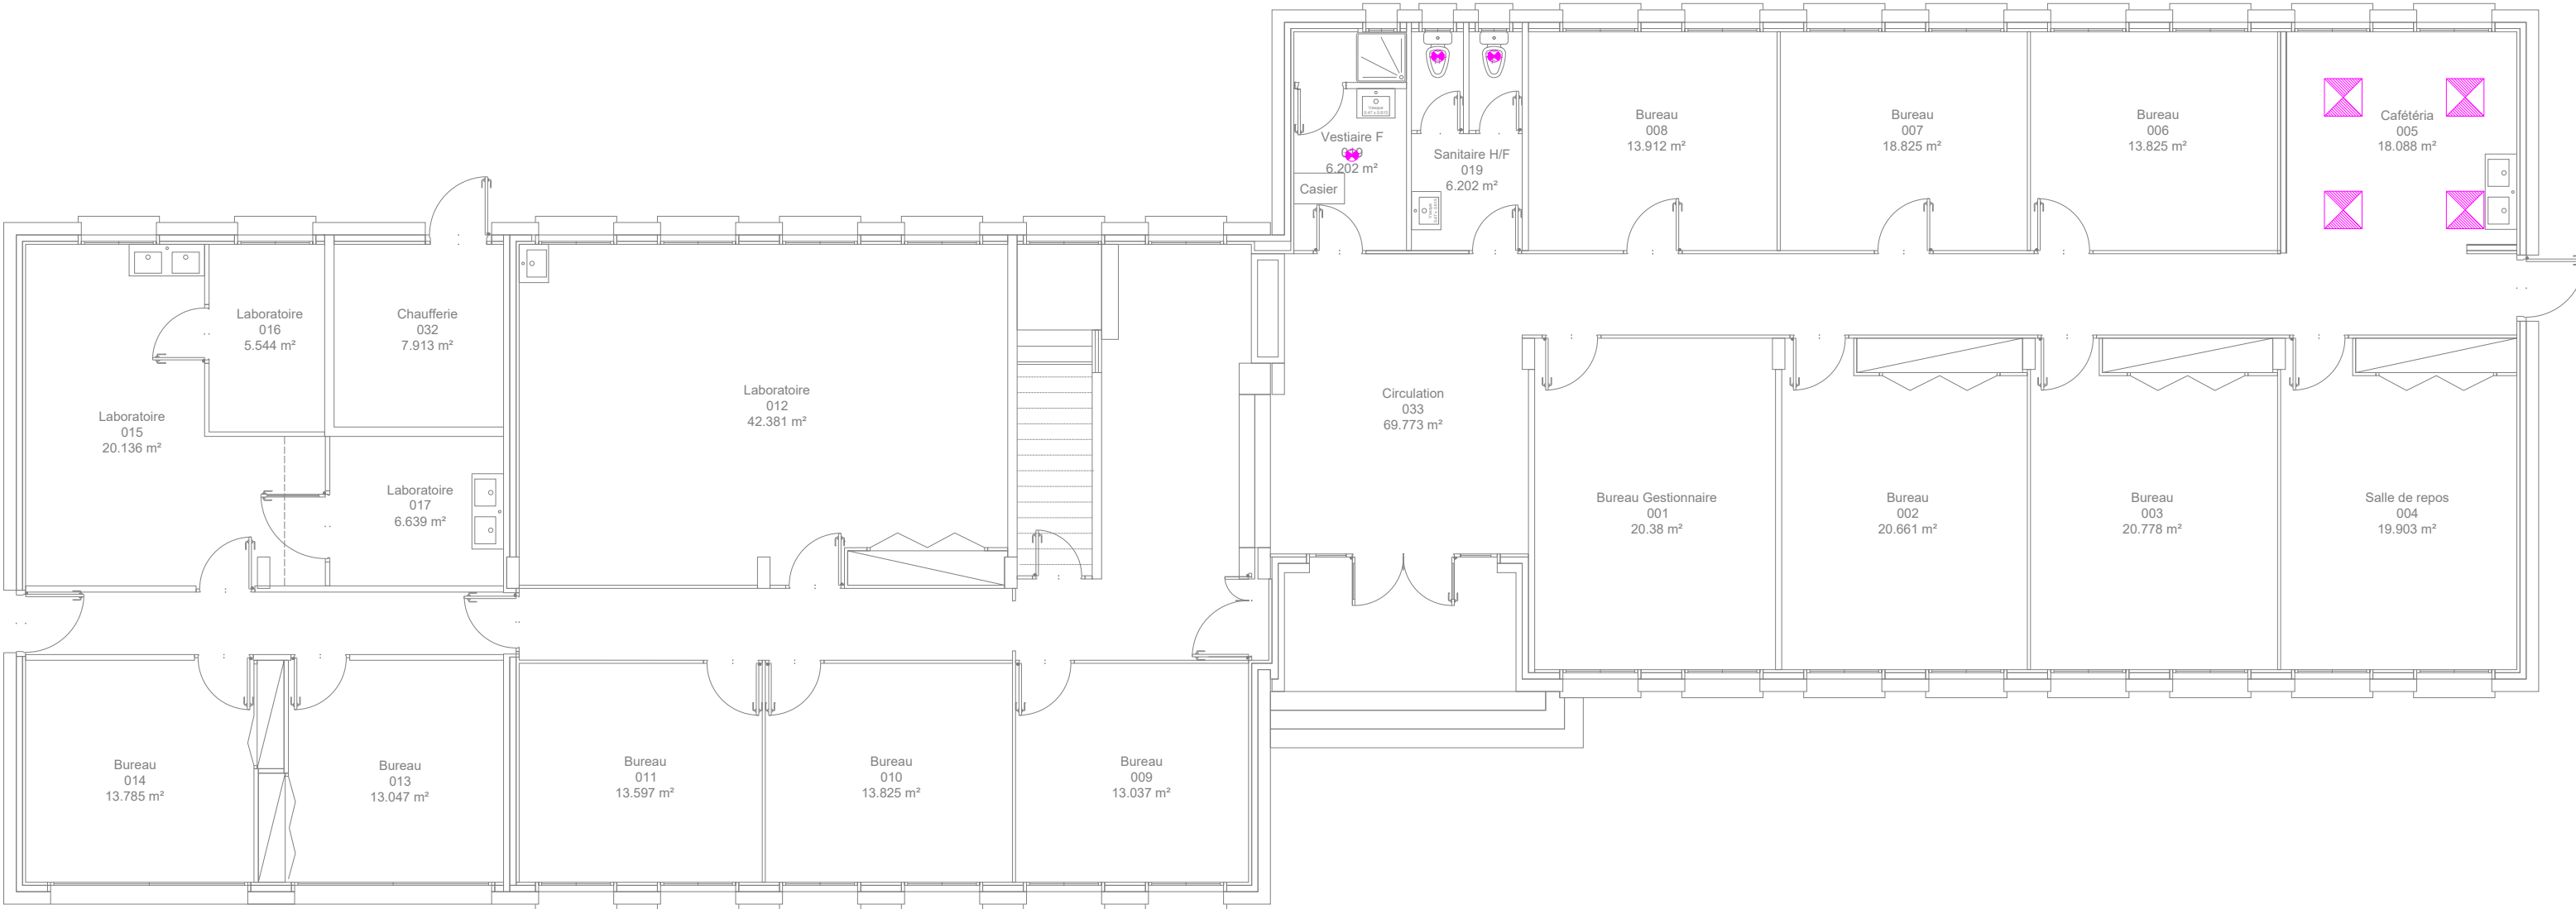 Vestiaire F
6.202 m²
Casier
Sanitaire H/F
019
6.202 m²
Bureau
008
13.912 m²
Bureau
007
18.825 m²
Bureau
006
13.825 m²
Cafétéria
005
18.088 m²
Laboratoire
016
5.544 m²
Chaufferie
032
7.913 m²
Laboratoire
015
20.136 m²
Laboratoire
012
42.381 m²
Circulation
033
69.773 m²
Laboratoire
017
6.639 m²
Bureau Gestionnaire
001
20.38 m²
Bureau
002
20.661 m²
Bureau
003
20.778 m²
Salle de repos
004
19.903 m²
Bureau
014
13.785 m²
Bureau
013
13.047 m²
Bureau
011
13.597 m²
Bureau
010
13.825 m²
Bureau
009
13.037 m²